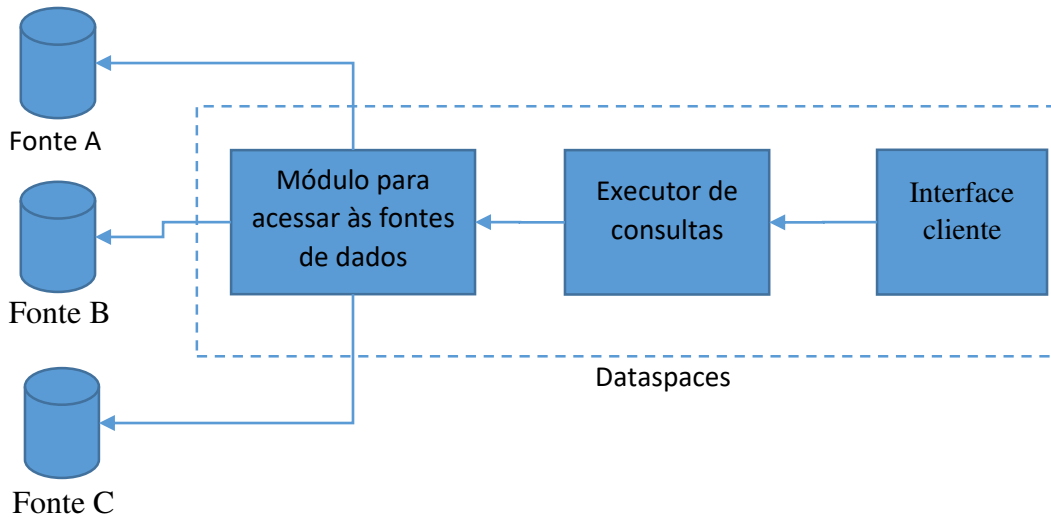 Fonte A
Fonte B
Fonte C
Módulo para
acessar às fontes
de dados
Executor de
consultas
Interface
cliente
Dataspaces